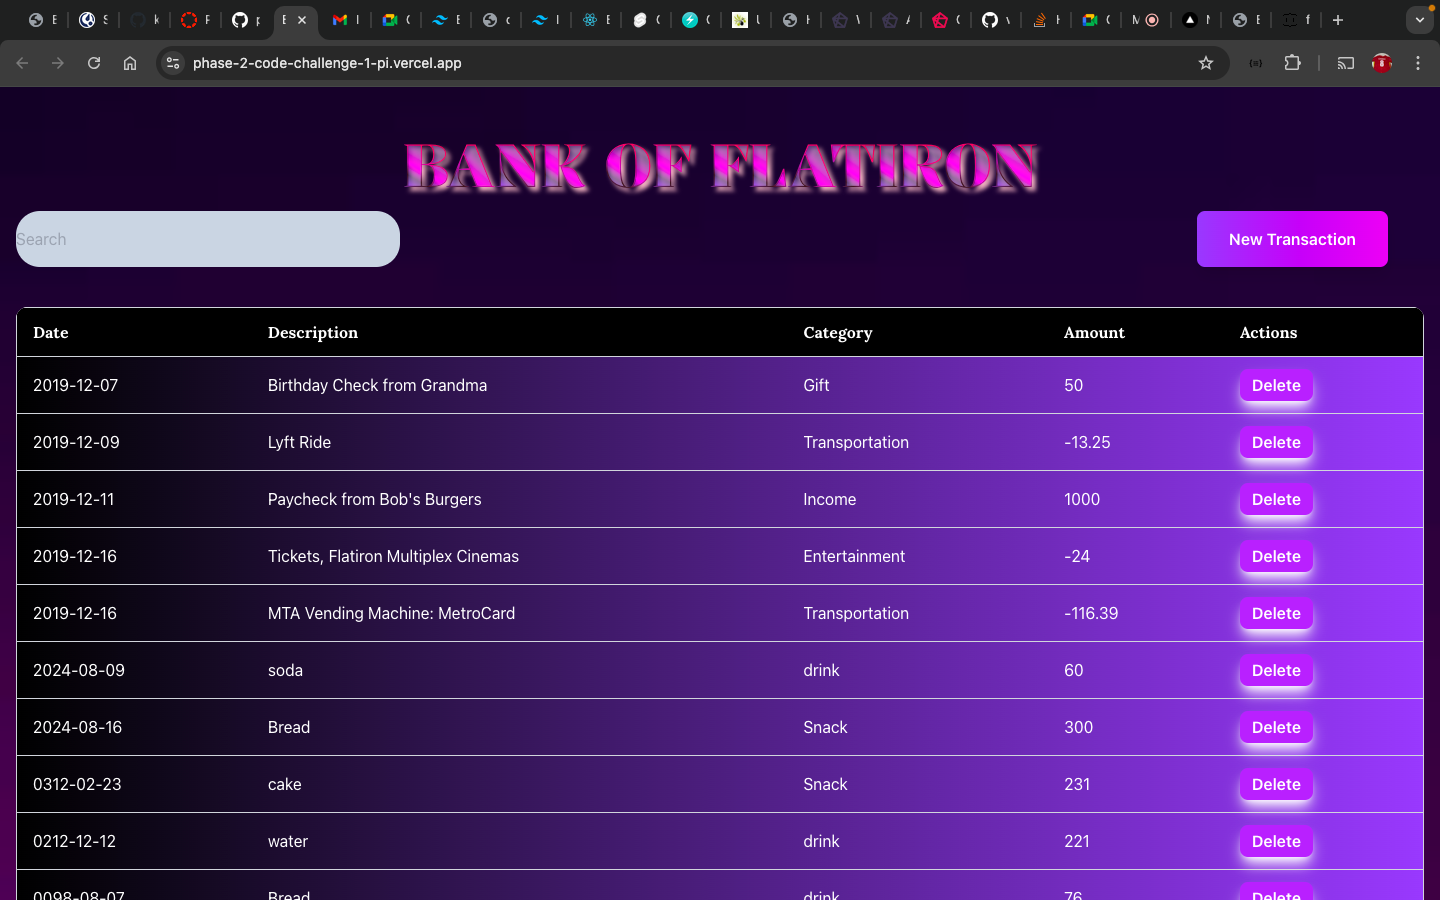 phase-2-code-challenge-1-pi.vercel.app
BANK OF FLATIRON
Search
New Transaction
Date Description Category Amount Actions
2019-12-07 Birthday Check from Grandma Gift 50 Delete
2019-12-09 Lyft Ride Transportation -13.25 Delete
2019-12-11 Paycheck from Bob's Burgers Income 1000 Delete
2019-12-16 Tickets, Flatiron Multiplex Cinemas Entertainment -24 Delete
2019-12-16 MTA Vending Machine: MetroCard Transportation -116.39 Delete
2024-08-09 soda drink 60 Delete
2024-08-16 Bread Snack 300 Delete
0312-02-23 cake Snack 231 Delete
0212-12-12 water drink 221 Delete
0098-08-07 Bread drink 76 Delete